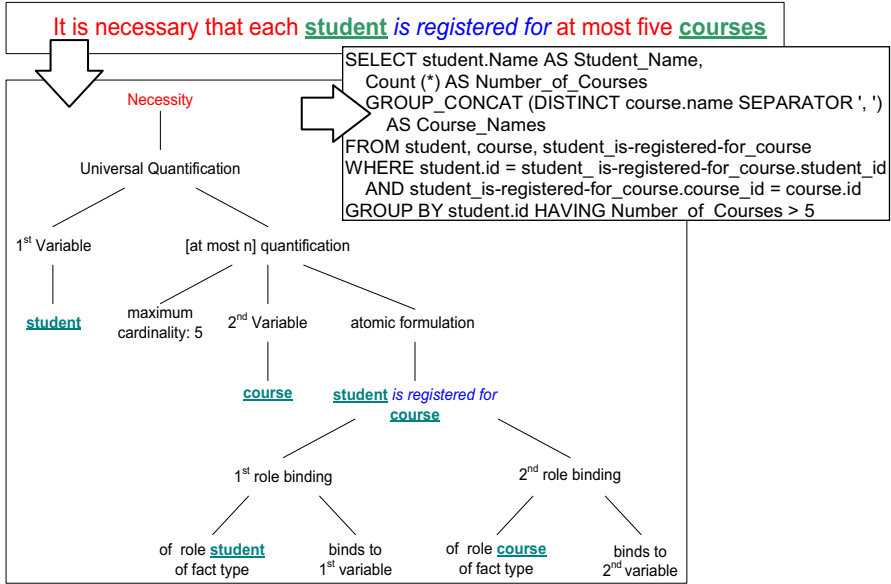 It is necessary that each student is registered for at most five courses
SELECT student.Name AS Student_Name,
Count (*) AS Number_of_Courses
GROUP_CONCAT (DISTINCT course.name SEPARATOR ', ')
AS Course_Names
FROM student, course, student_is-registered-for_course
WHERE student.id = student_ is-registered-for_course.student_id
AND student_is-registered-for_course.course_id = course.id
GROUP BY student.id HAVING Number_of_Courses > 5
Necessity
Universal Quantification
1st Variable
[at most n] quantification
student
maximum
cardinality: 5
2nd Variable
atomic formulation
course
student is registered for
course
1st role binding
2nd role binding
of role student
of fact type
binds to
1st variable
of role course
of fact type
binds to
2nd variable